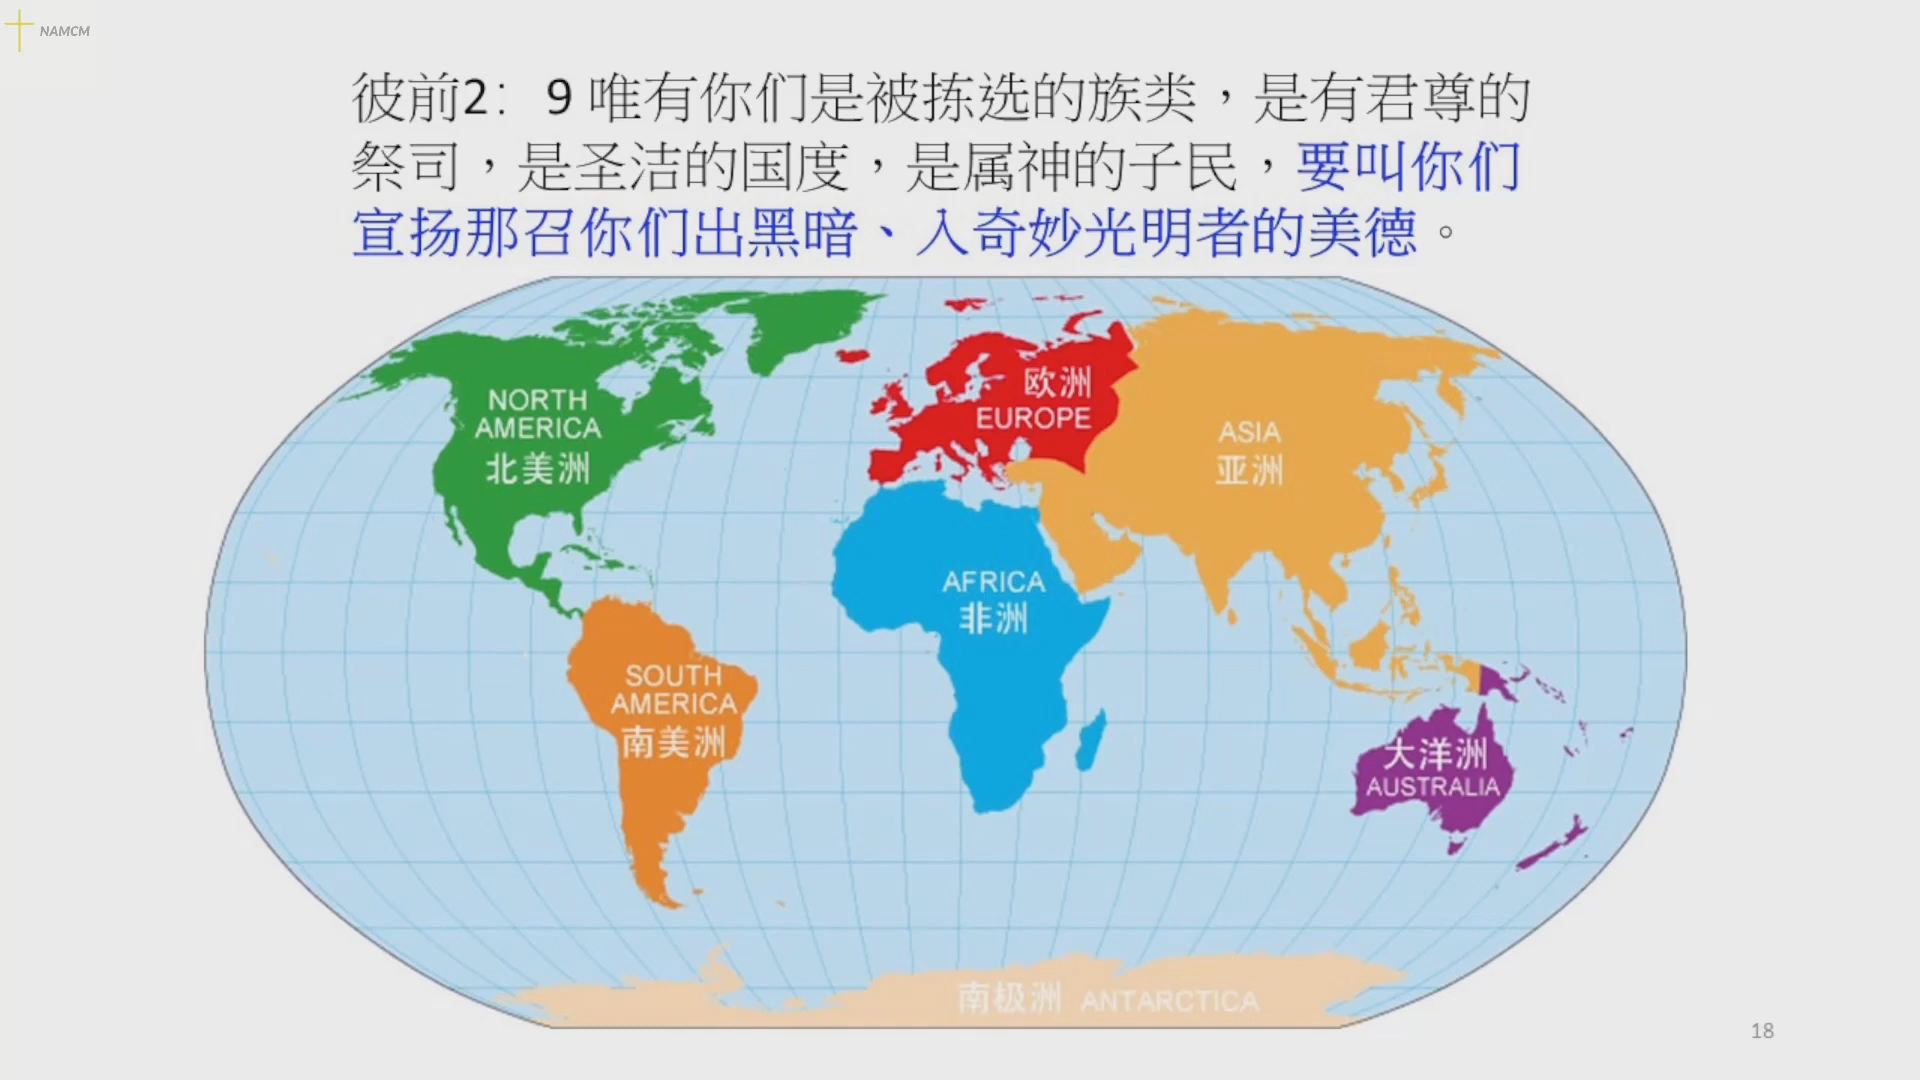 NAMCM
彼前2：9 唯有你们是被拣选的族类，是有君尊的
祭司，是圣洁的国度，是属神的子民，要叫你们
宣扬那召你们出黑暗、入奇妙光明者的美德。
NORTH
AMERICA
北美洲
欧洲
EUROPE
ASIA
亚洲
AFRICA
非洲
SOUTH
AMERICA
南美洲
大洋洲
AUSTRALIA
南极洲 ANTARCTICA
18